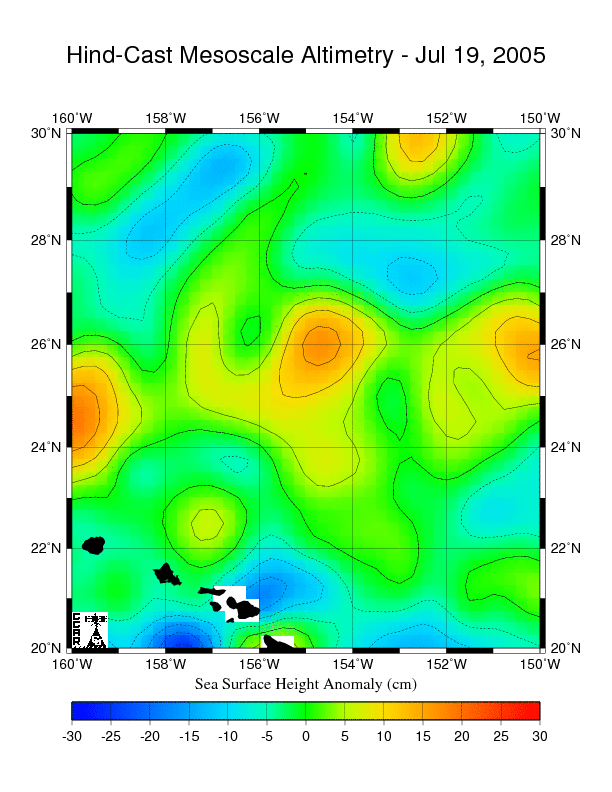 Hind-Cast Mesoscale Altimetry - Jul 19, 2005
160˚W 158˚W 156˚W 154˚W 152˚W 150˚W
30˚N 30˚N
28˚N 28˚N
26˚N 26˚N
24˚N 24˚N
22˚N 22˚N
20˚N 20˚N
160˚W 158˚W 156˚W 154˚W 152˚W 150˚W
Sea Surface Height Anomaly (cm)
-30 -25 -20 -15 -10 -5 0 5 10 15 20 25 30